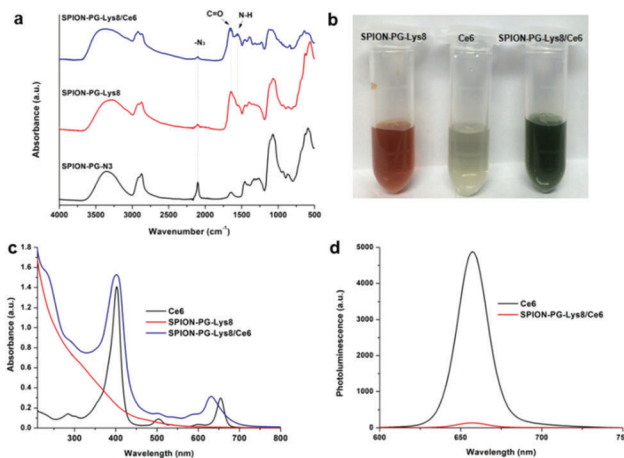 a
SPION-PG-Lys8/Ce6
C=O
N-H
-N₃
SPION-PG-Lys8
SPION-PG-N3
Absorbance (a.u.)
4000 3500 3000 2500 2000 1500 1000 500
Wavenumber (cm⁻¹)
b
SPION-PG-Lys8 Ce6 SPION-PG-Lys8/Ce6
c
1.8
1.6
1.4
1.2
1.0
0.8
0.6
0.4
0.2
0.0
Absorbance (a.u.)
Ce6
SPION-PG-Lys8
SPION-PG-Lys8/Ce6
300 400 500 600 700 800
Wavelength (nm)
d
5000
4000
3000
2000
1000
0
Photoluminescence (a.u.)
Ce6
SPION-PG-Lys8/Ce6
600 650 700 750
Wavelength (nm)